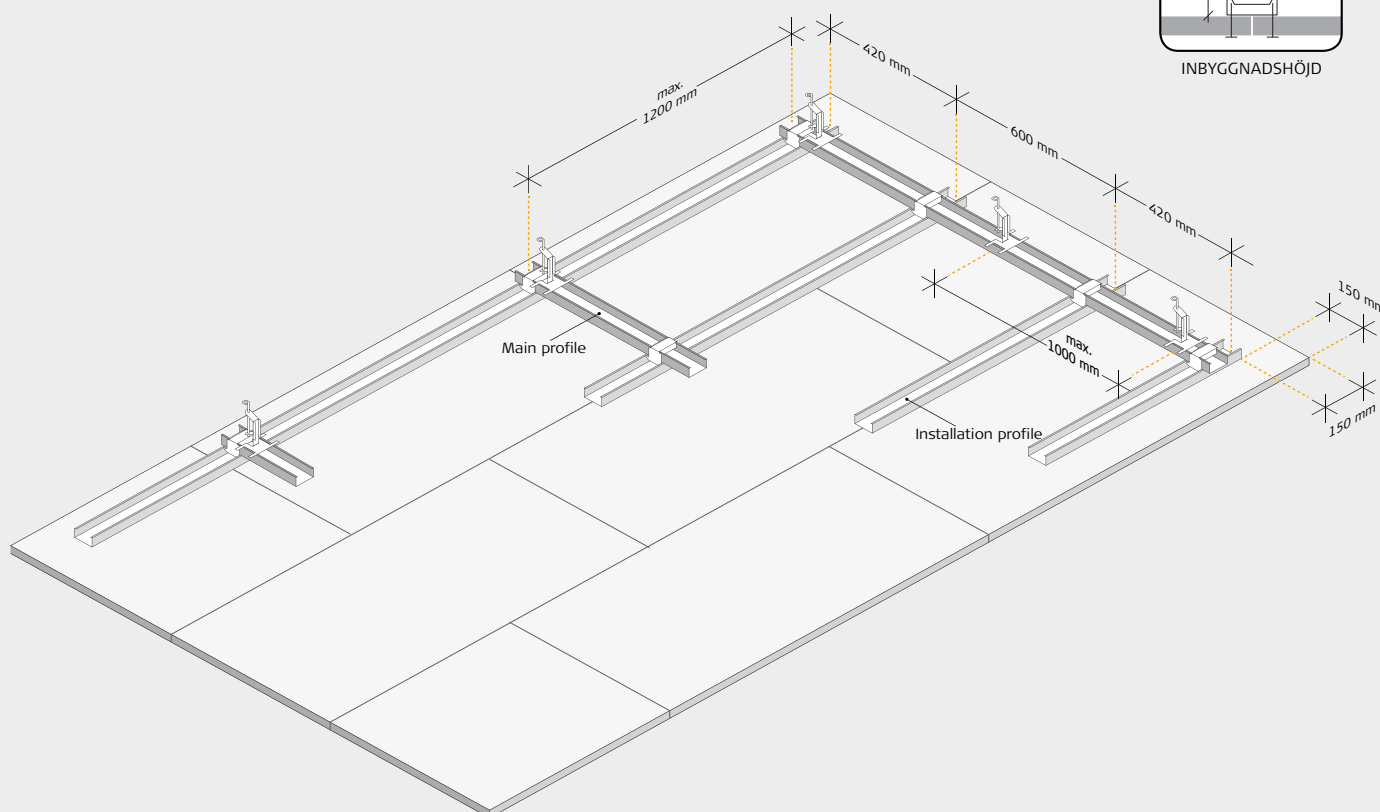 INBYGGNADSHÖJD
max.
1200 mm
420 mm
600 mm
420 mm
150 mm
max.
1000 mm
150 mm
Main profile
Installation profile